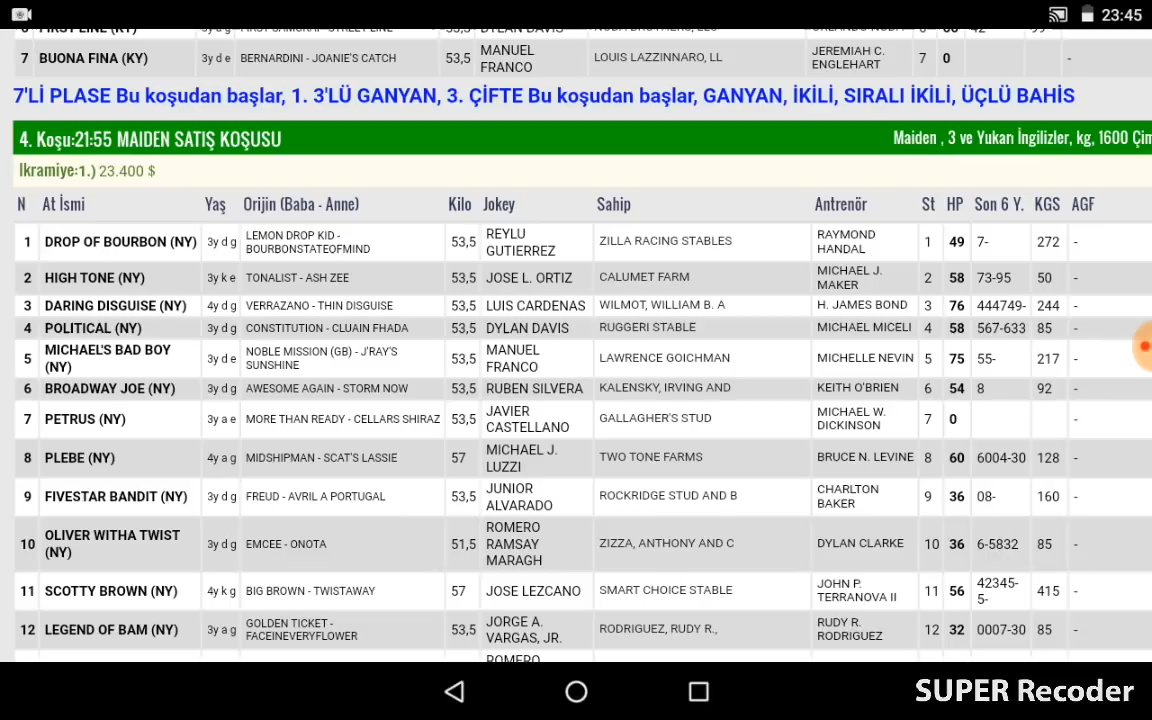 23:45
7 BUONA FINA (KY) 3y d e BERNARDINI - JOANIE'S CATCH 53,5 MANUEL FRANCO LOUIS LAZZINNARO, LL JEREMIAH C. ENGLEHART 7 0 -
7'Lİ PLASE Bu koşudan başlar, 1. 3'LÜ GANYAN, 3. ÇİFTE Bu koşudan başlar, GANYAN, İKİLİ, SIRALI İKİLİ, ÜÇLÜ BAHİS
4. Koşu:21:55 MAIDEN SATIŞ KOŞUSU Maiden , 3 ve Yukarı İngilizler, kg, 1600 Çim
Ikramiye:1.) 23.400 $
N At İsmi Yaş Orijin (Baba - Anne) Kilo Jokey Sahip Antrenör St HP Son 6 Y. KGS AGF
1 DROP OF BOURBON (NY) 3y d g LEMON DROP KID - BOURBONSTATEOFMIND 53,5 REYLU GUTIERREZ ZILLA RACING STABLES RAYMOND HANDAL 1 49 7- 272 -
2 HIGH TONE (NY) 3y k e TONALIST - ASH ZEE 53,5 JOSE L. ORTIZ CALUMET FARM MICHAEL J. MAKER 2 58 73-95 50 -
3 DARING DISGUISE (NY) 4y d g VERRAZANO - THIN DISGUISE 53,5 LUIS CARDENAS WILMOT, WILLIAM B. A H. JAMES BOND 3 76 444749- 244 -
4 POLITICAL (NY) 3y d g CONSTITUTION - CLUAIN FHADA 53,5 DYLAN DAVIS RUGGERI STABLE MICHAEL MICELI 4 58 567-633 85 -
5 MICHAEL'S BAD BOY (NY) 3y d e NOBLE MISSION (GB) - J'RAY'S SUNSHINE 53,5 MANUEL FRANCO LAWRENCE GOICHMAN MICHELLE NEVIN 5 75 55- 217 -
6 BROADWAY JOE (NY) 3y d g AWESOME AGAIN - STORM NOW 53,5 RUBEN SILVERA KALENSKY, IRVING AND KEITH O'BRIEN 6 54 8 92 -
7 PETRUS (NY) 3y a e MORE THAN READY - CELLARS SHIRAZ 53,5 JAVIER CASTELLANO GALLAGHER'S STUD MICHAEL W. DICKINSON 7 0 -
8 PLEBE (NY) 4y a g MIDSHIPMAN - SCAT'S LASSIE 57 MICHAEL J. LUZZI TWO TONE FARMS BRUCE N. LEVINE 8 60 6004-30 128 -
9 FIVESTAR BANDIT (NY) 3y d g FREUD - AVRIL A PORTUGAL 53,5 JUNIOR ALVARADO ROCKRIDGE STUD AND B CHARLTON BAKER 9 36 08- 160 -
10 OLIVER WITHA TWIST (NY) 3y d g EMCEE - ONOTA 51,5 ROMERO RAMSAY MARAGH ZIZZA, ANTHONY AND C DYLAN CLARKE 10 36 6-5832 85 -
11 SCOTTY BROWN (NY) 4y k g BIG BROWN - TWISTAWAY 57 JOSE LEZCANO SMART CHOICE STABLE JOHN P. TERRANOVA II 11 56 42345-5- 415 -
12 LEGEND OF BAM (NY) 3y a g GOLDEN TICKET - FACEINEVERYFLOWER 53,5 JORGE A. VARGAS, JR. RODRIGUEZ, RUDY R., RUDY R. RODRIGUEZ 12 32 0007-30 85 -
ROMERO
SUPER Recoder